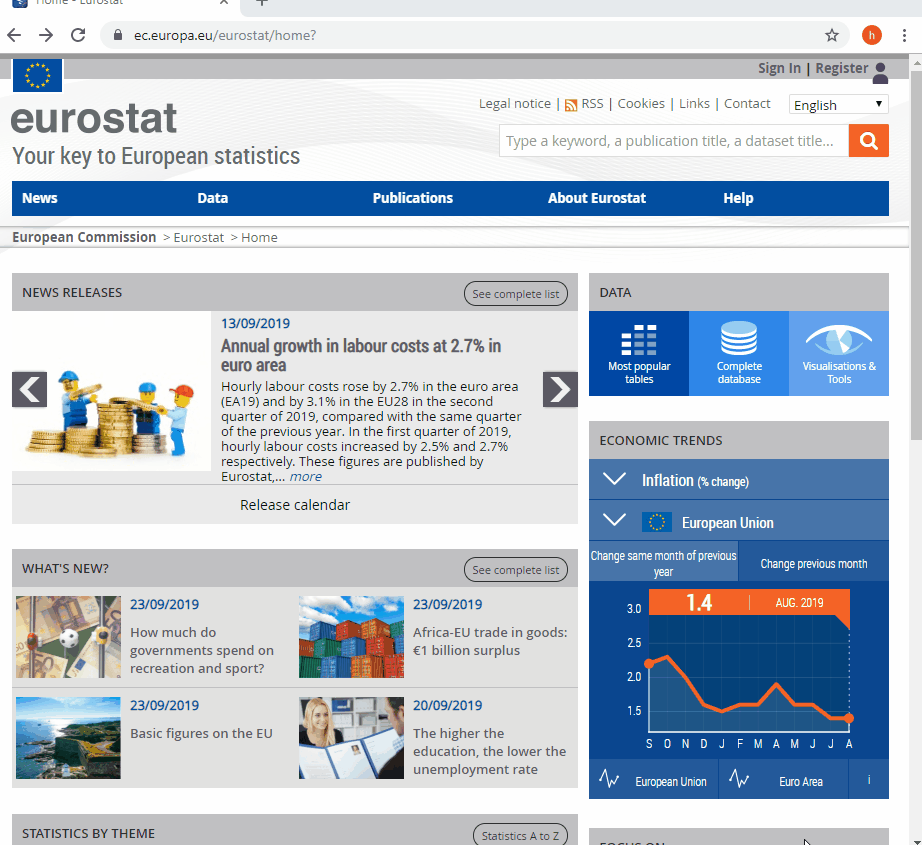 Home - Eurostat
ec.europa.eu/eurostat/home?
h
Sign In | Register
Legal notice | RSS | Cookies | Links | Contact
English
eurostat
Your key to European statistics
Type a keyword, a publication title, a dataset title...
News Data Publications About Eurostat Help
European Commission > Eurostat > Home
NEWS RELEASES
See complete list
13/09/2019
Annual growth in labour costs at 2.7% in
euro area
Hourly labour costs rose by 2.7% in the euro area
(EA19) and by 3.1% in the EU28 in the second
quarter of 2019, compared with the same quarter
of the previous year. In the first quarter of 2019,
hourly labour costs increased by 2.5% and 2.7%
respectively. These figures are published by
Eurostat,... more
Release calendar
WHAT'S NEW?
See complete list
23/09/2019
How much do
governments spend on
recreation and sport?
23/09/2019
Africa-EU trade in goods:
€1 billion surplus
23/09/2019
Basic figures on the EU
20/09/2019
The higher the
education, the lower the
unemployment rate
STATISTICS BY THEME
Statistics A to Z
DATA
Most popular
tables
Complete
database
Visualisations &
Tools
ECONOMIC TRENDS
Inflation (% change)
European Union
Change same month of previous
year
Change previous month
1.4 AUG. 2019
3.0
2.5
2.0
1.5
S O N D J F M A M J J A
European Union
Euro Area
i
FOCUS ON